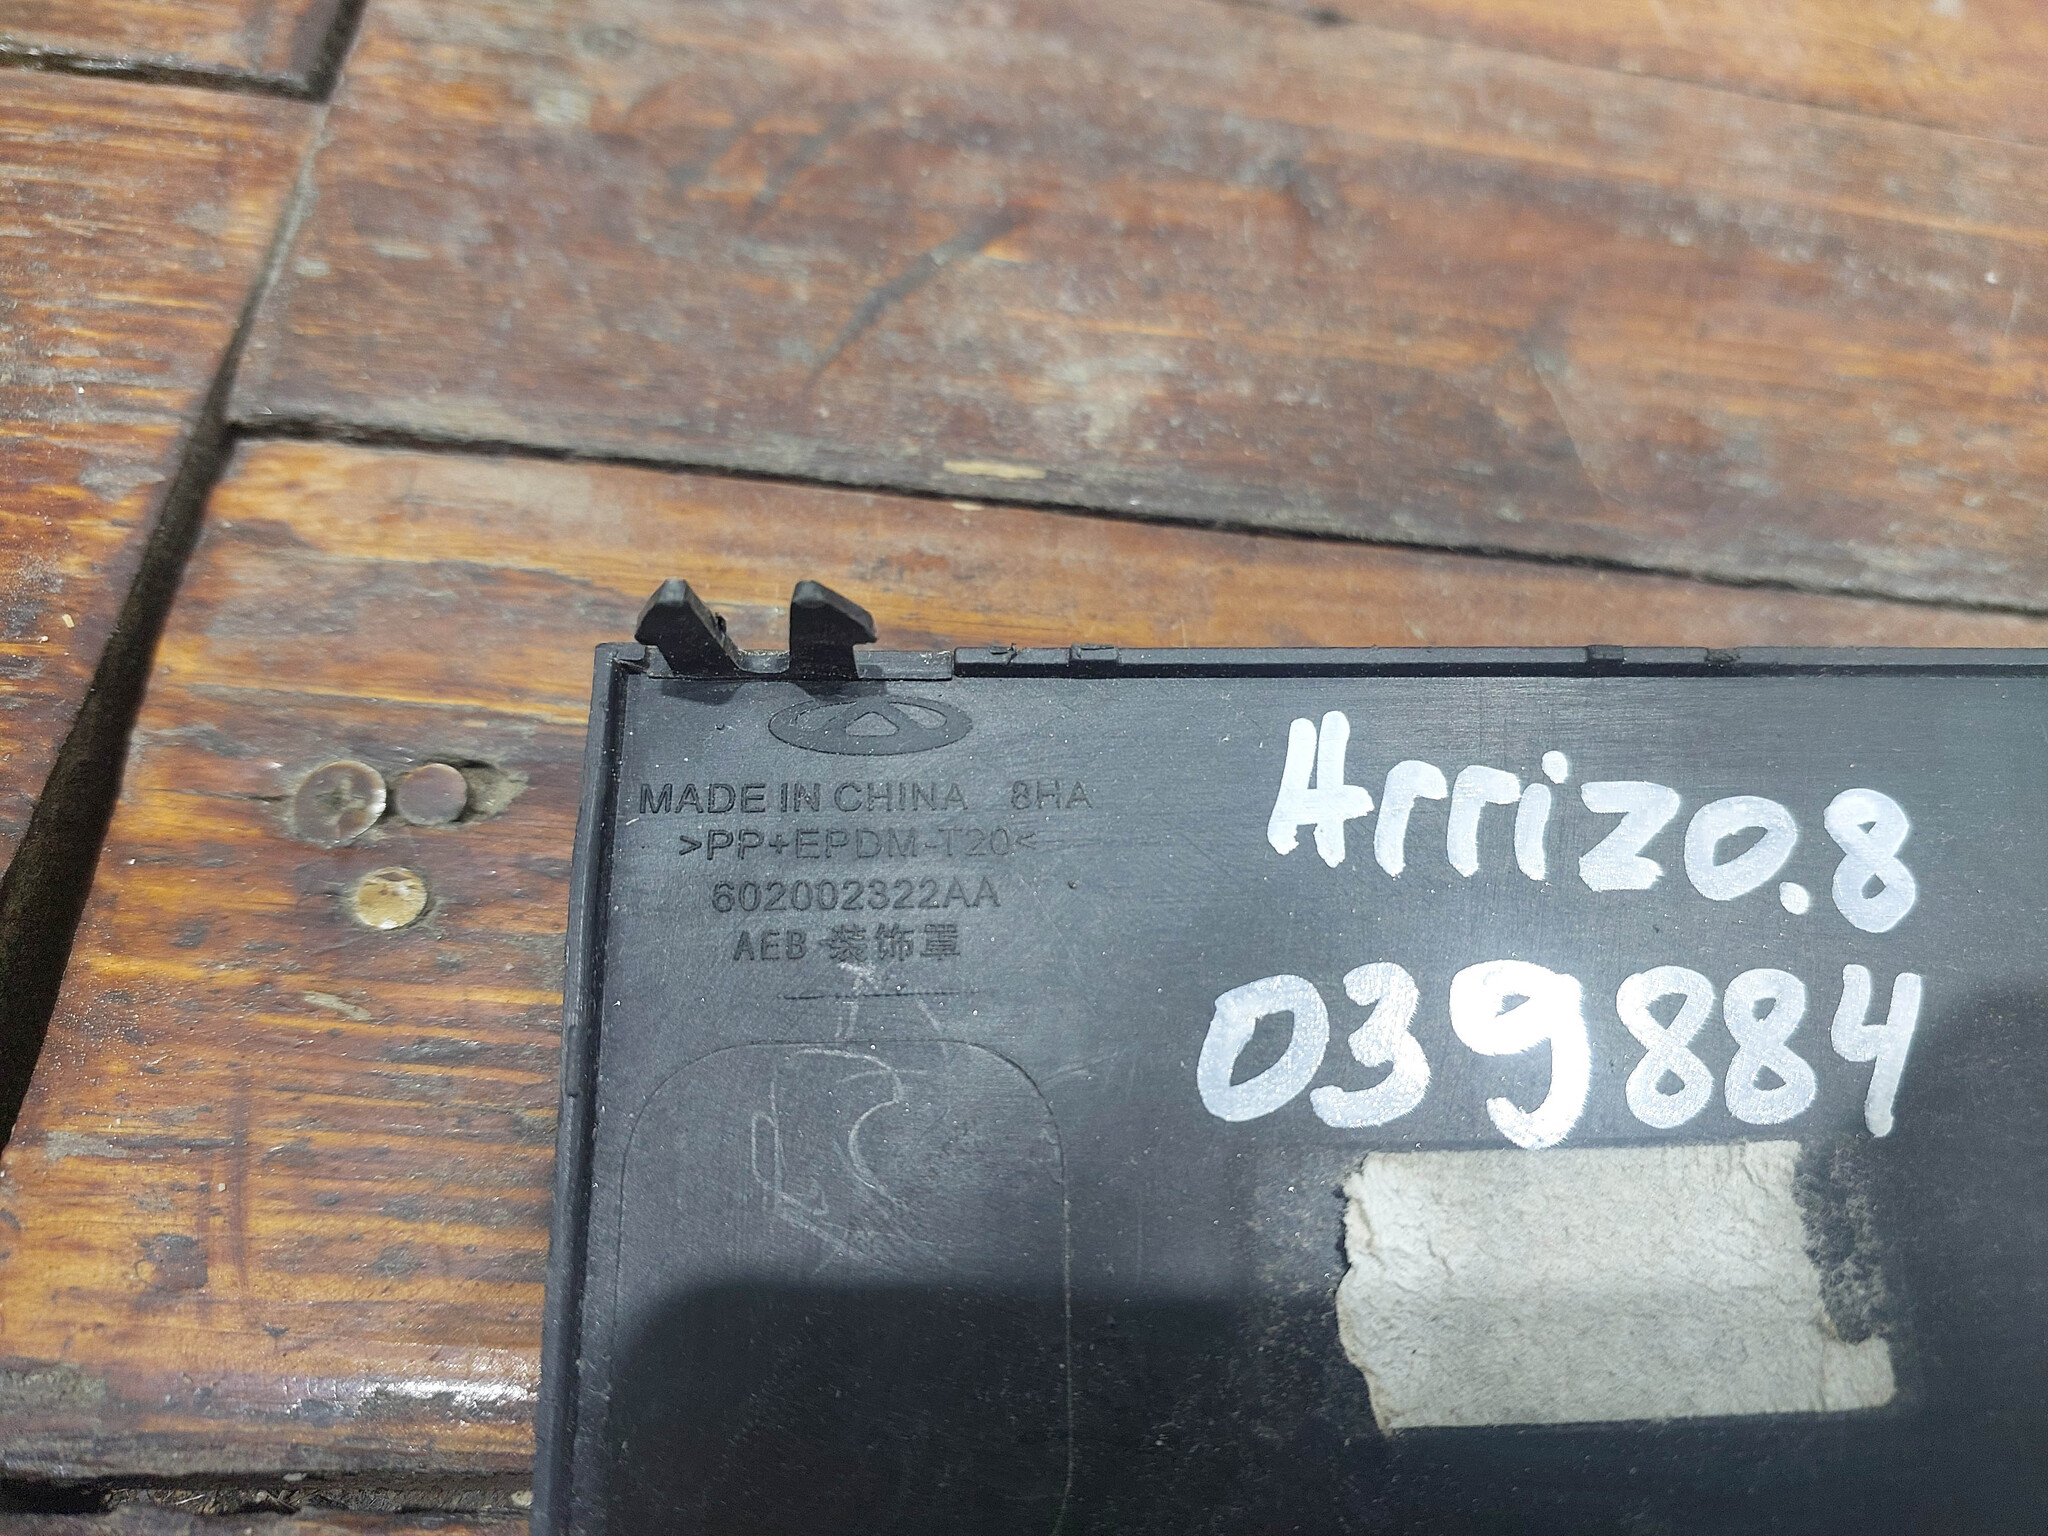 MADE IN CHINA 8HA
>PP+EPDM-T20<
602002322AA
AEB 装饰罩
Arrizo.8
039884